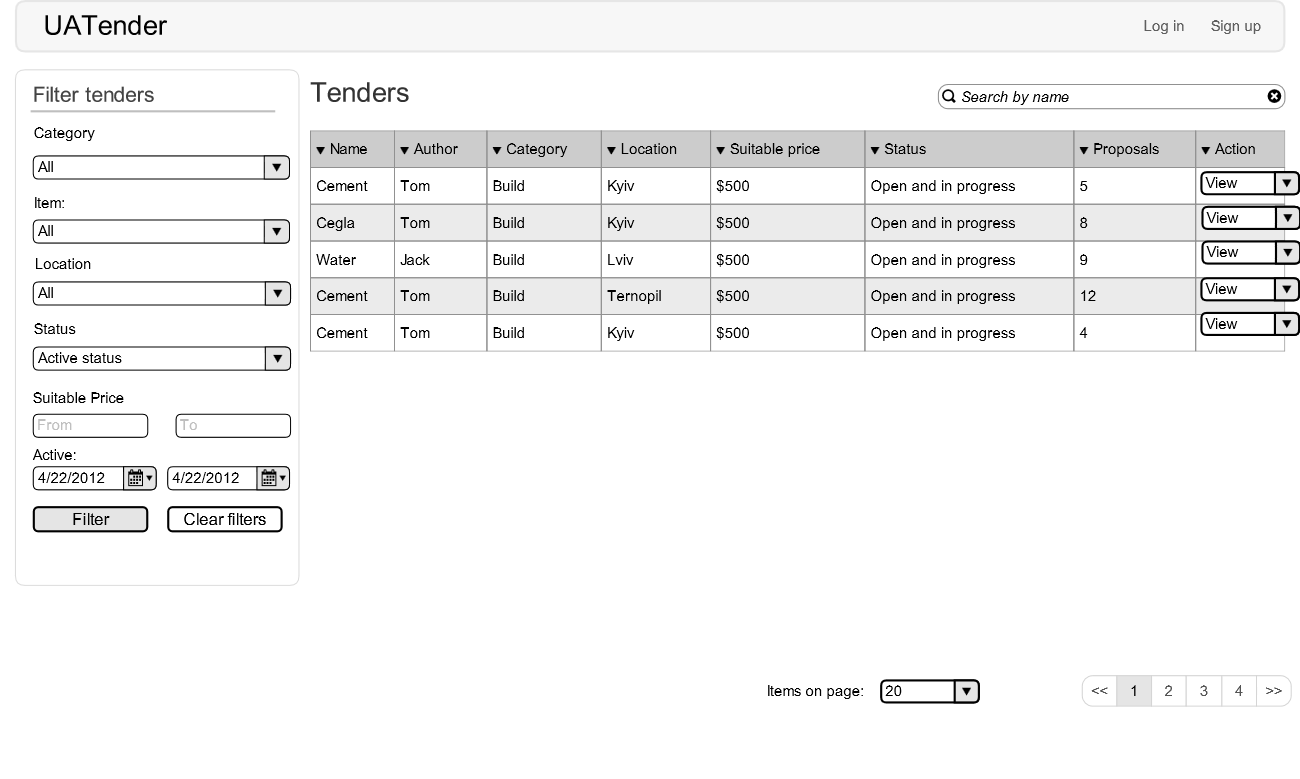 UATender
Log in Sign up
Filter tenders
Category
All
Item:
All
Location
All
Status
Active status
Suitable Price
From To
Active:
4/22/2012 4/22/2012
Filter Clear filters
Tenders
Search by name
Name Author Category Location Suitable price Status Proposals Action
Cement Tom Build Kyiv $500 Open and in progress 5 View
Cegla Tom Build Kyiv $500 Open and in progress 8 View
Water Jack Build Lviv $500 Open and in progress 9 View
Cement Tom Build Ternopil $500 Open and in progress 12 View
Cement Tom Build Kyiv $500 Open and in progress 4 View
Items on page: 20 << 1 2 3 4 >>